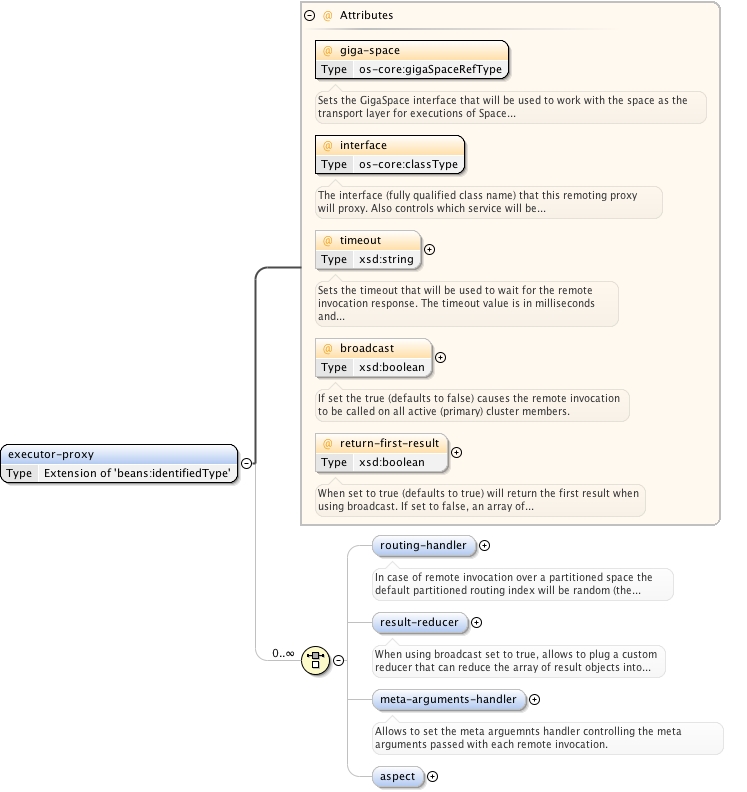 @ Attributes
@ giga-space
Type os-core:gigaSpaceRefType
Sets the GigaSpace interface that will be used to work with the space as the
transport layer for executions of Space...
@ interface
Type os-core:classType
The interface (fully qualified class name) that this remoting proxy
will proxy. Also controls which service will be...
@ timeout
Type xsd:string
Sets the timeout that will be used to wait for the remote
invocation response. The timeout value is in milliseconds
and...
@ broadcast
Type xsd:boolean
If set the true (defaults to false) causes the remote invocation
to be called on all active (primary) cluster members.
@ return-first-result
Type xsd:boolean
When set to true (defaults to true) will return the first result when
using broadcast. If set to false, an array of...
executor-proxy
Type Extension of 'beans:identifiedType'
0..∞
routing-handler
In case of remote invocation over a partitioned space the
default partitioned routing index will be random (the...
result-reducer
When using broadcast set to true, allows to plug a custom
reducer that can reduce the array of result objects into...
meta-arguments-handler
Allows to set the meta arguemnts handler controlling the meta
arguments passed with each remote invocation.
aspect